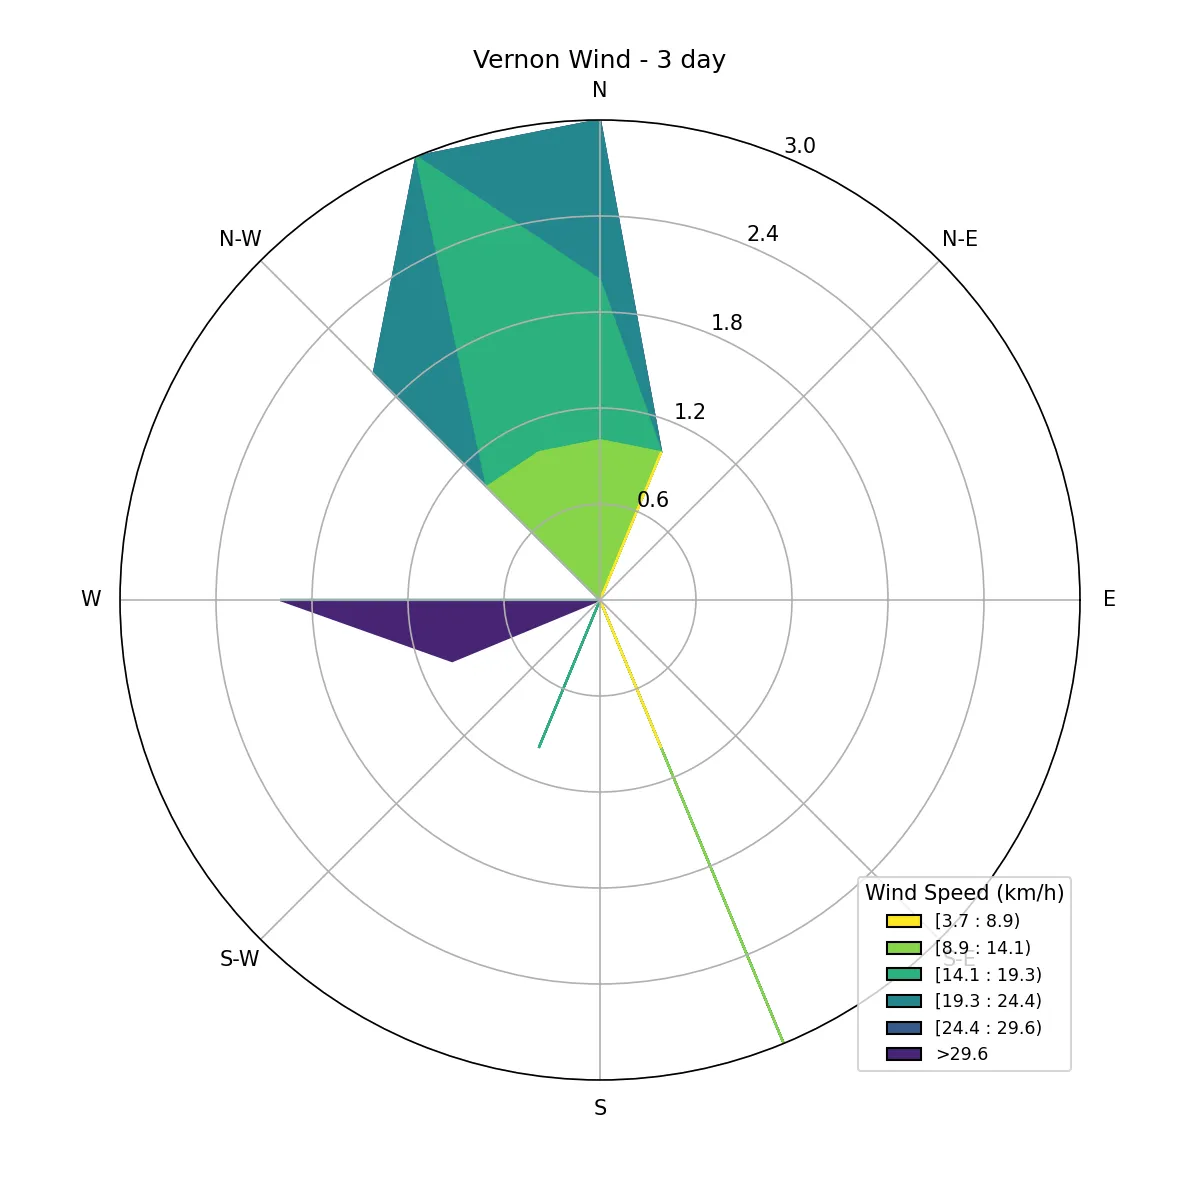 Vernon Wind - 3 day
N
3.0
N-W
2.4
N-E
1.8
1.2
0.6
W
E
S-W
S-E
S
Wind Speed (km/h)
[3.7 : 8.9)
[8.9 : 14.1)
[14.1 : 19.3)
[19.3 : 24.4)
[24.4 : 29.6)
>29.6